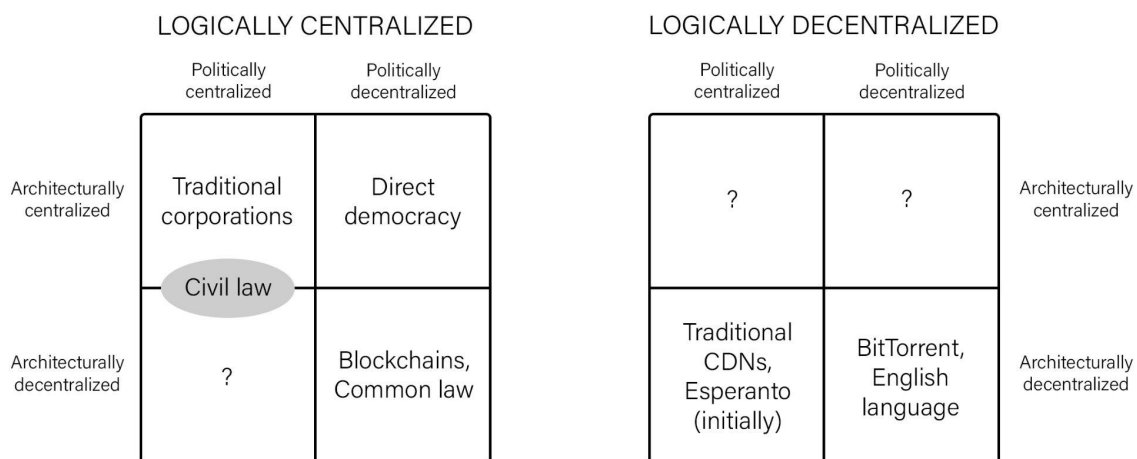 LOGICALLY CENTRALIZED
LOGICALLY DECENTRALIZED
Politically
centralized
Politically
decentralized
Politically
centralized
Politically
decentralized
Architecturally
centralized
Traditional
corporations
Direct
democracy
?
?
Architecturally
centralized
Civil law
Architecturally
decentralized
?
Blockchains,
Common law
Traditional
CDNs,
Esperanto
(initially)
BitTorrent,
English
language
Architecturally
decentralized